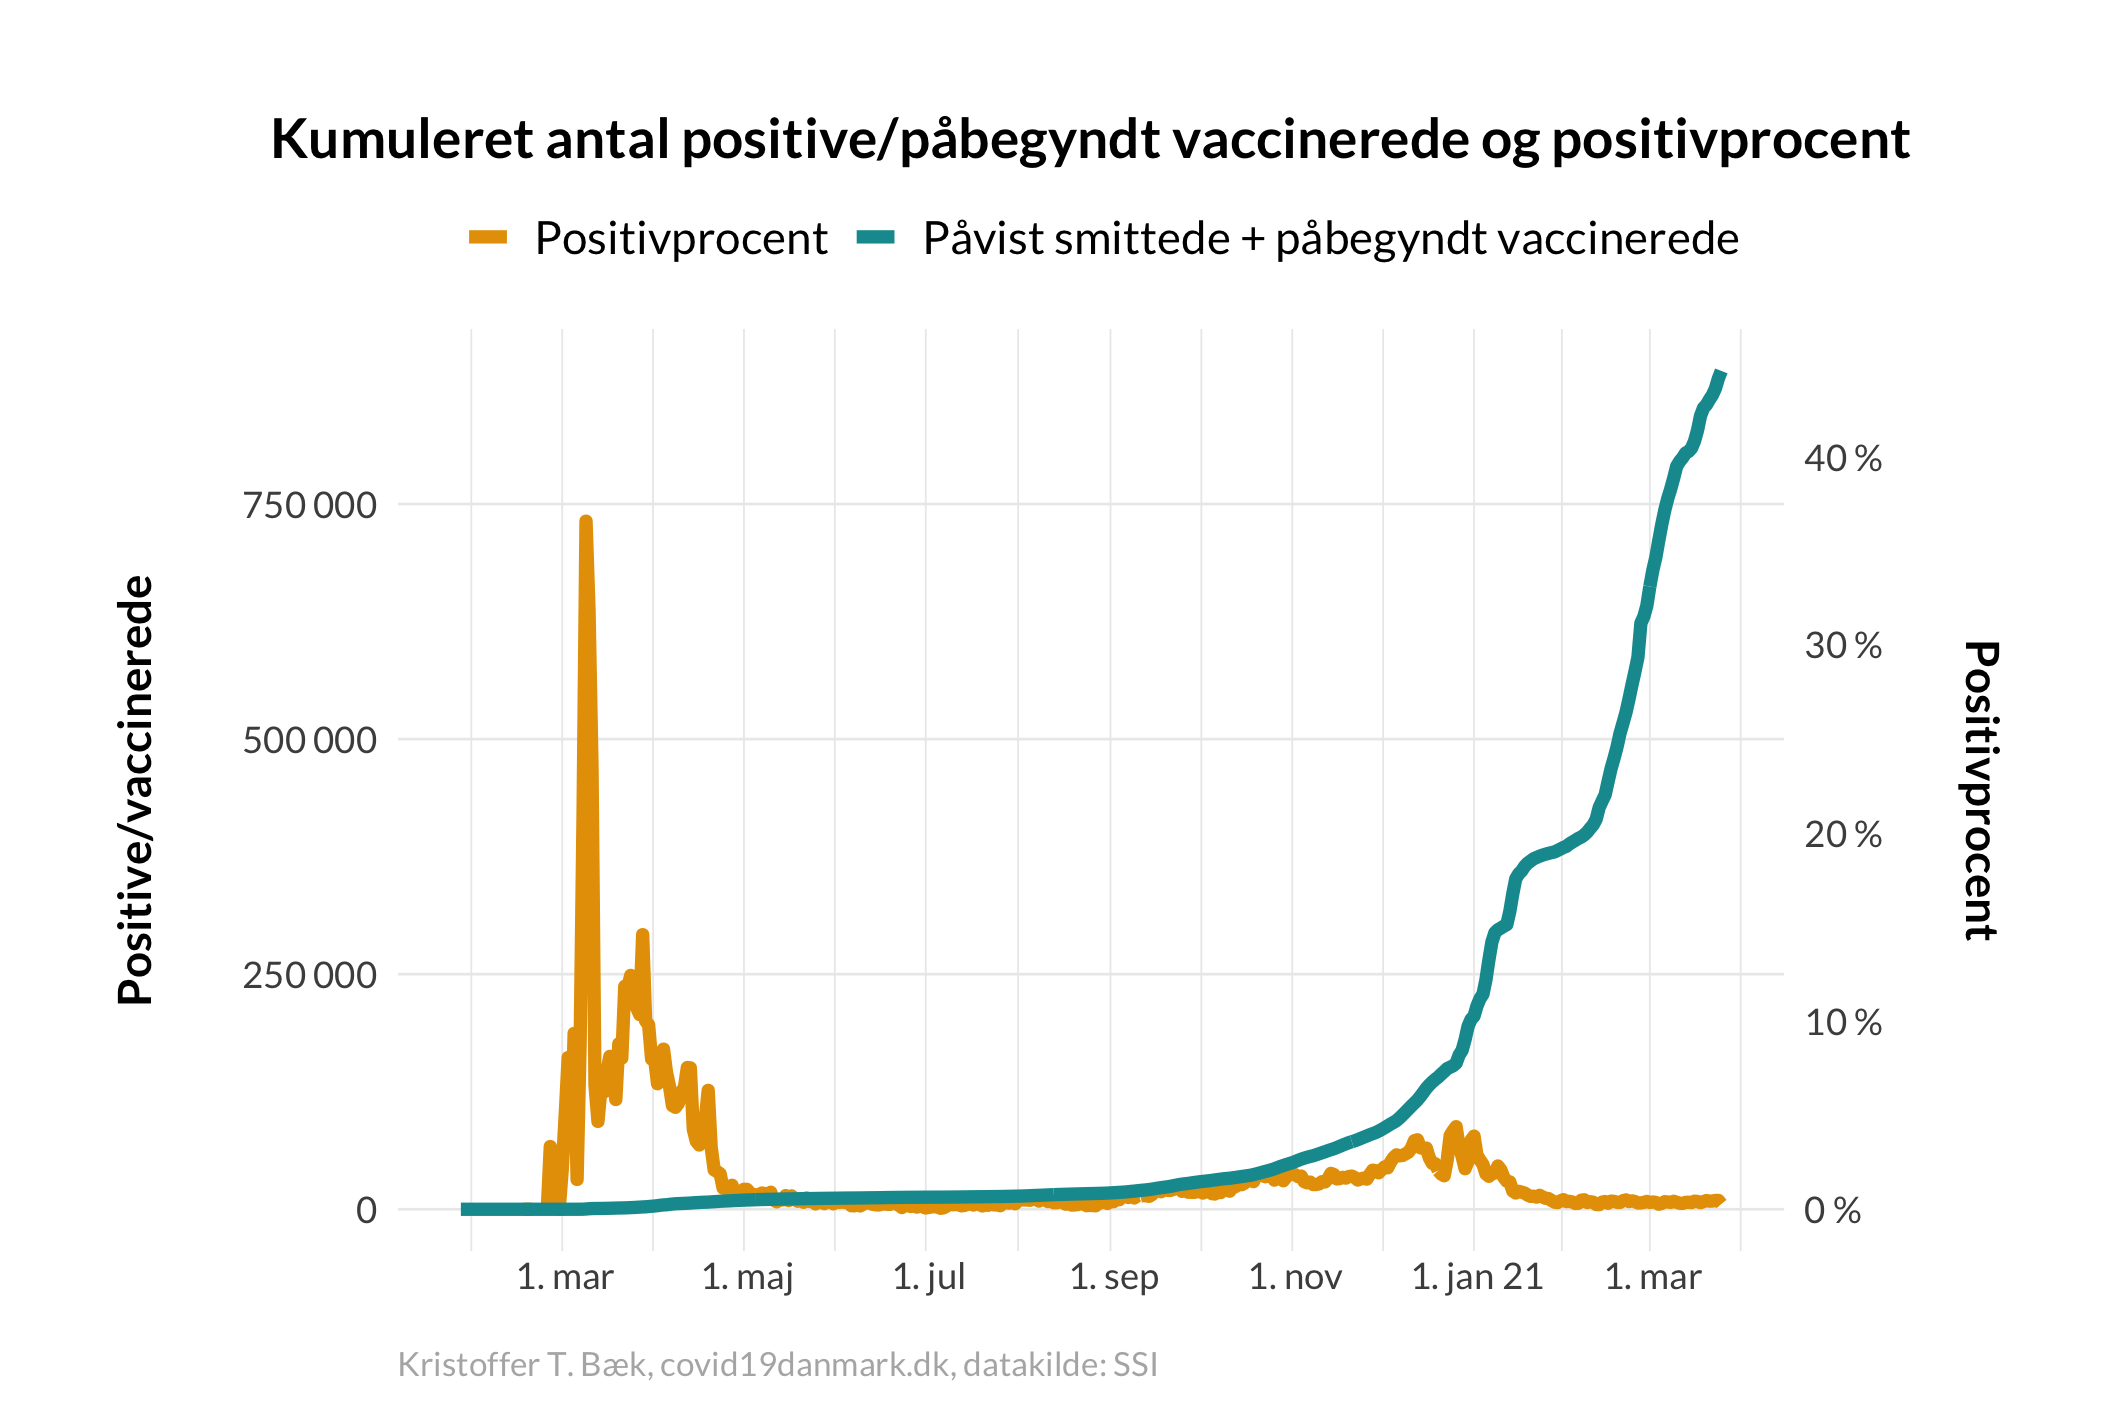 Kumuleret antal positive/påbegyndt vaccinerede og positivprocent
Positivprocent
Påvist smittede + påbegyndt vaccinerede
Positive/vaccinerede
750 000
500 000
250 000
0
40 %
30 %
20 %
10 %
0 %
Positivprocent
1. mar
1. maj
1. jul
1. sep
1. nov
1. jan 21
1. mar
Kristoffer T. Bæk, covid19danmark.dk, datakilde: SSI